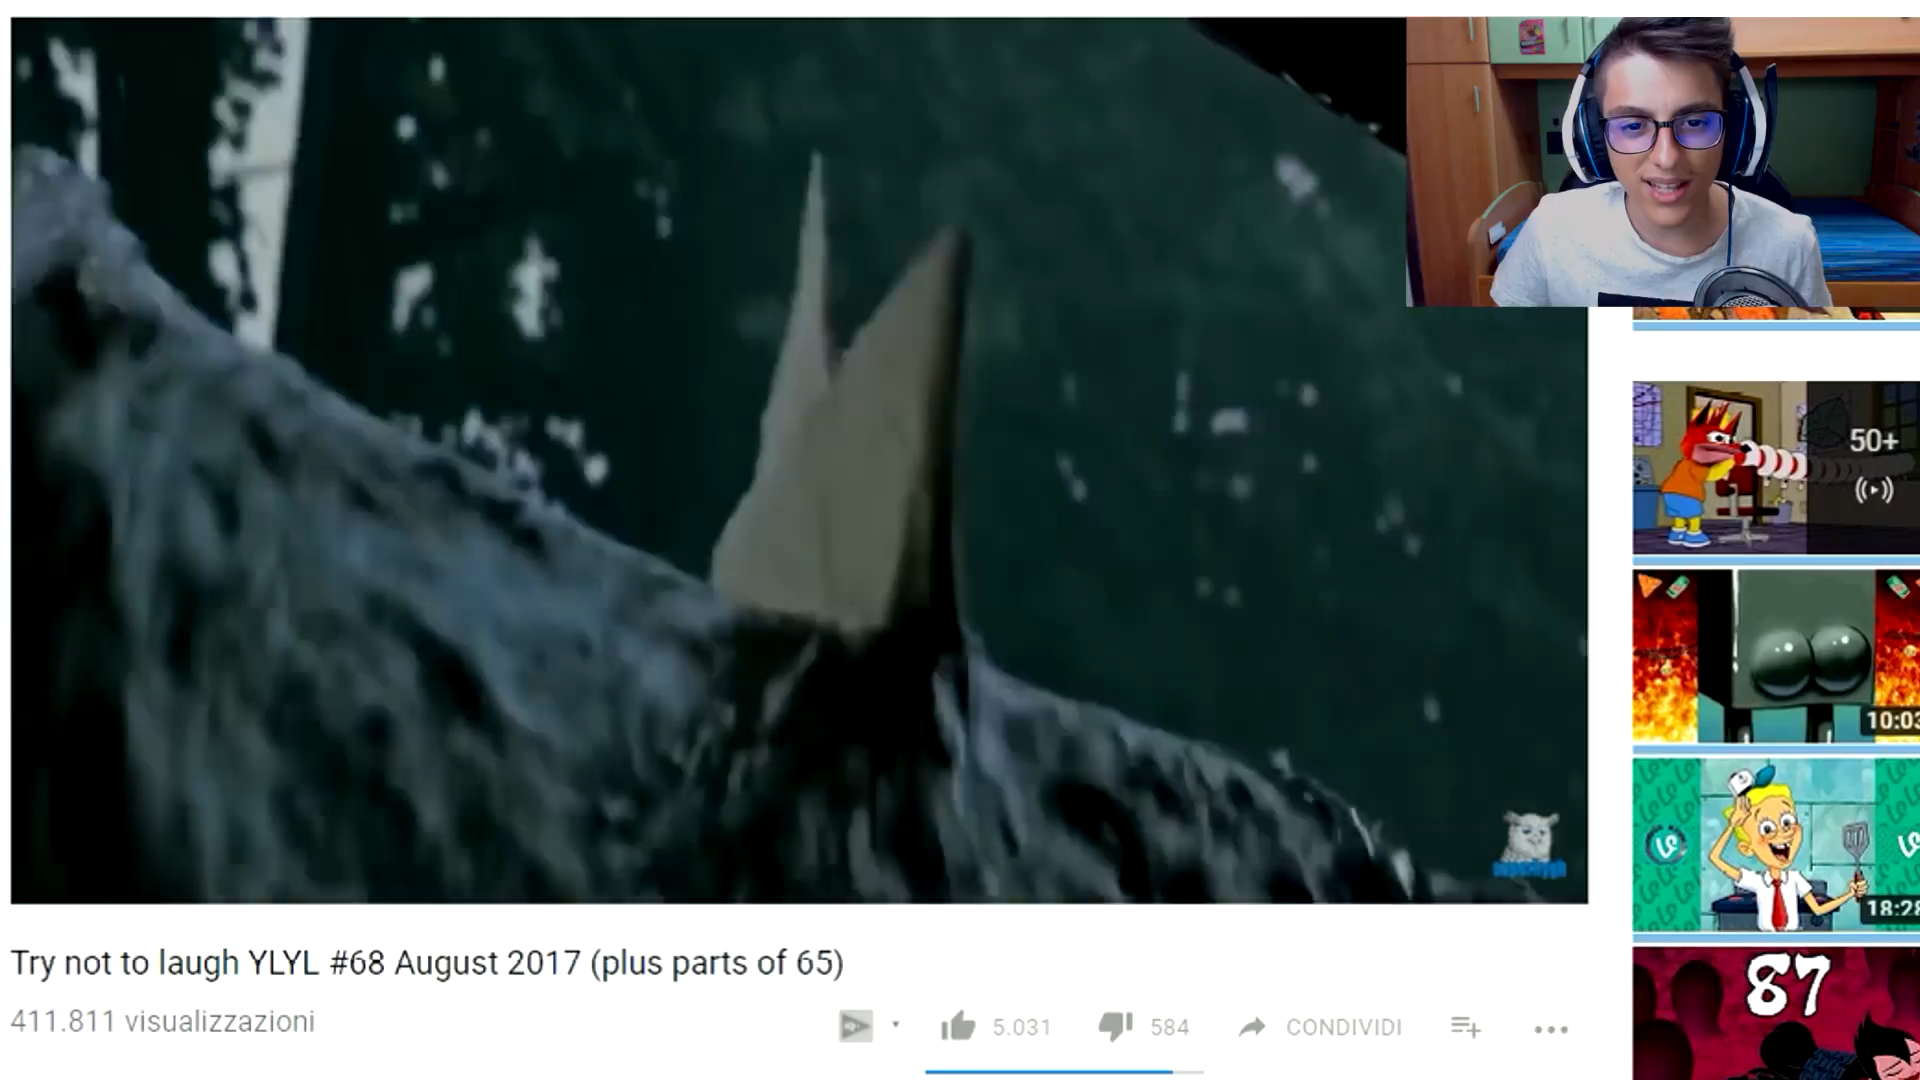 50+
10:03
18:28
87
Try not to laugh YLYL #68 August 2017 (plus parts of 65)
411.811 visualizzazioni
5.031
584
CONDIVIDI